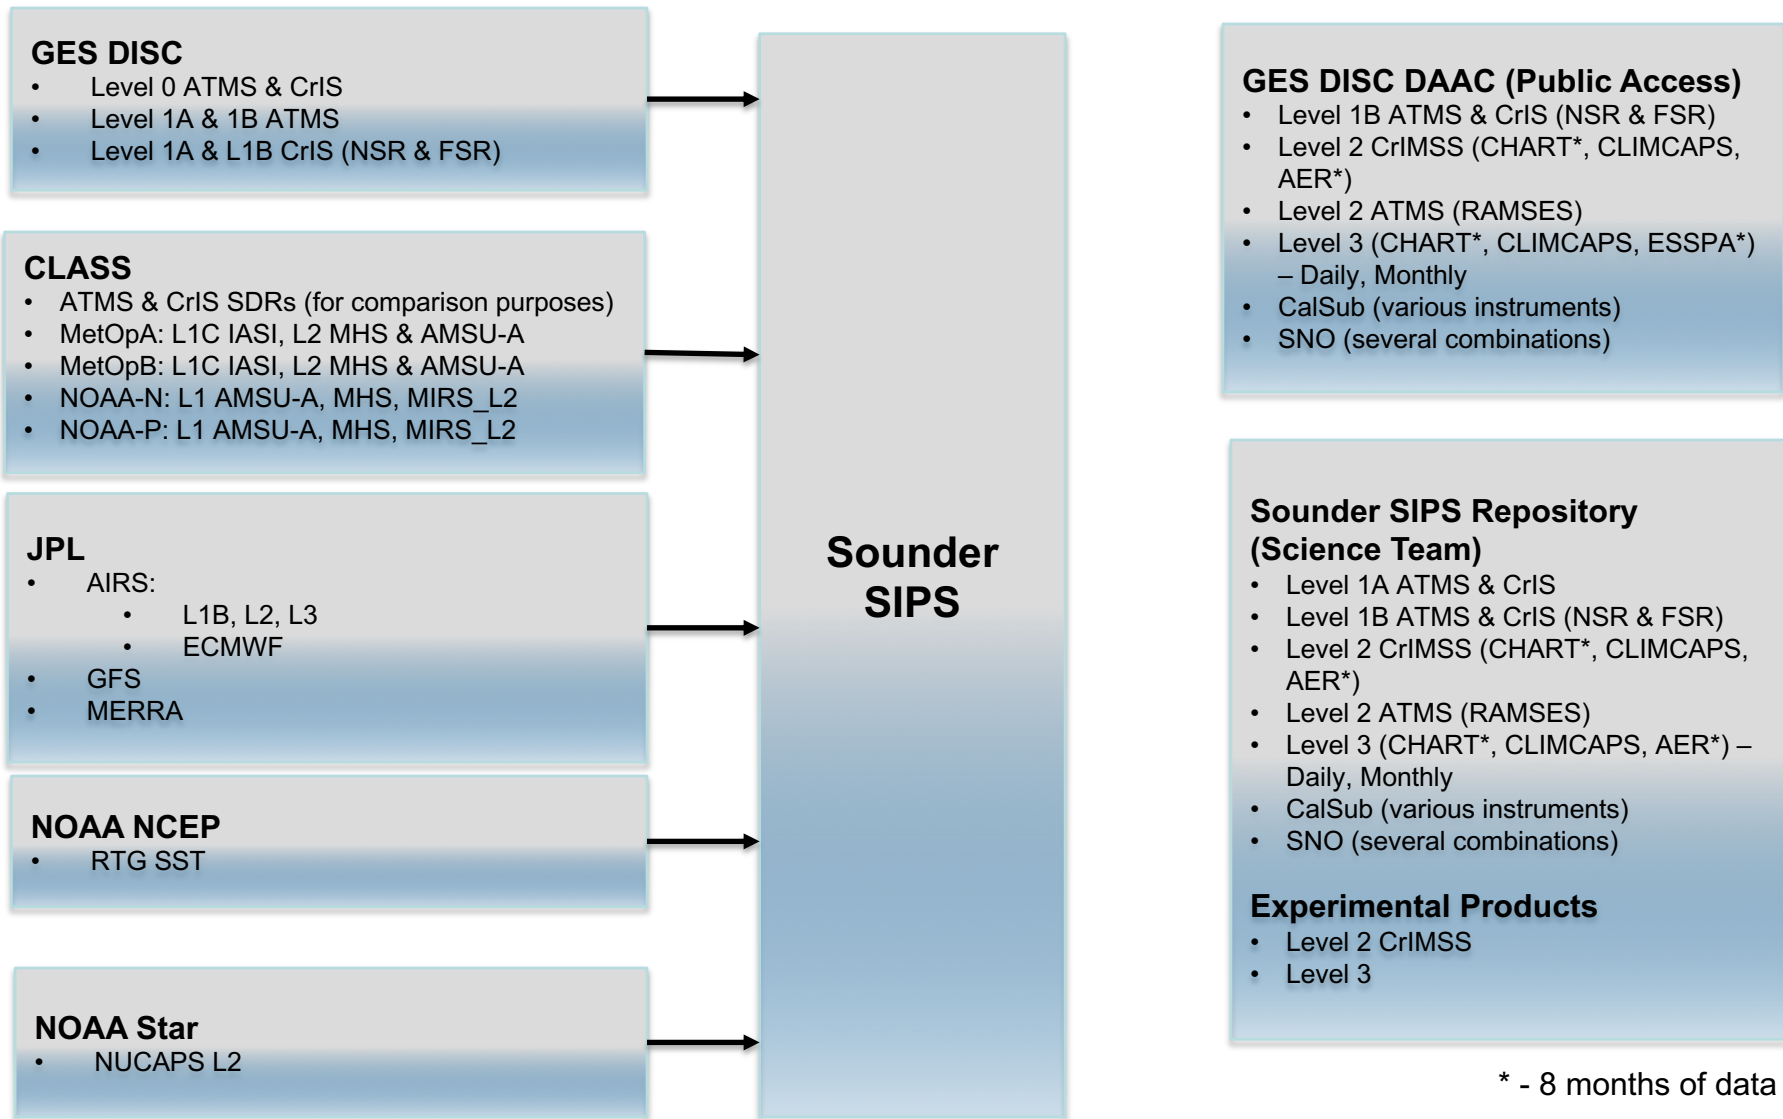 GES DISC
• Level 0 ATMS & CrIS
• Level 1A & 1B ATMS
• Level 1A & L1B CrIS (NSR & FSR)
CLASS
• ATMS & CrIS SDRs (for comparison purposes)
• MetOpA: L1C IASI, L2 MHS & AMSU-A
• MetOpB: L1C IASI, L2 MHS & AMSU-A
• NOAA-N: L1 AMSU-A, MHS, MIRS_L2
• NOAA-P: L1 AMSU-A, MHS, MIRS_L2
JPL
• AIRS:
• L1B, L2, L3
• ECMWF
• GFS
• MERRA
NOAA NCEP
• RTG SST
NOAA Star
• NUCAPS L2
Sounder
SIPS
GES DISC DAAC (Public Access)
• Level 1B ATMS & CrIS (NSR & FSR)
• Level 2 CrIMSS (CHART*, CLIMCAPS,
AER*)
• Level 2 ATMS (RAMSES)
• Level 3 (CHART*, CLIMCAPS, ESSPA*)
– Daily, Monthly
• CalSub (various instruments)
• SNO (several combinations)
Sounder SIPS Repository
(Science Team)
• Level 1A ATMS & CrIS
• Level 1B ATMS & CrIS (NSR & FSR)
• Level 2 CrIMSS (CHART*, CLIMCAPS,
AER*)
• Level 2 ATMS (RAMSES)
• Level 3 (CHART*, CLIMCAPS, AER*) –
Daily, Monthly
• CalSub (various instruments)
• SNO (several combinations)
Experimental Products
• Level 2 CrIMSS
• Level 3
* - 8 months of data